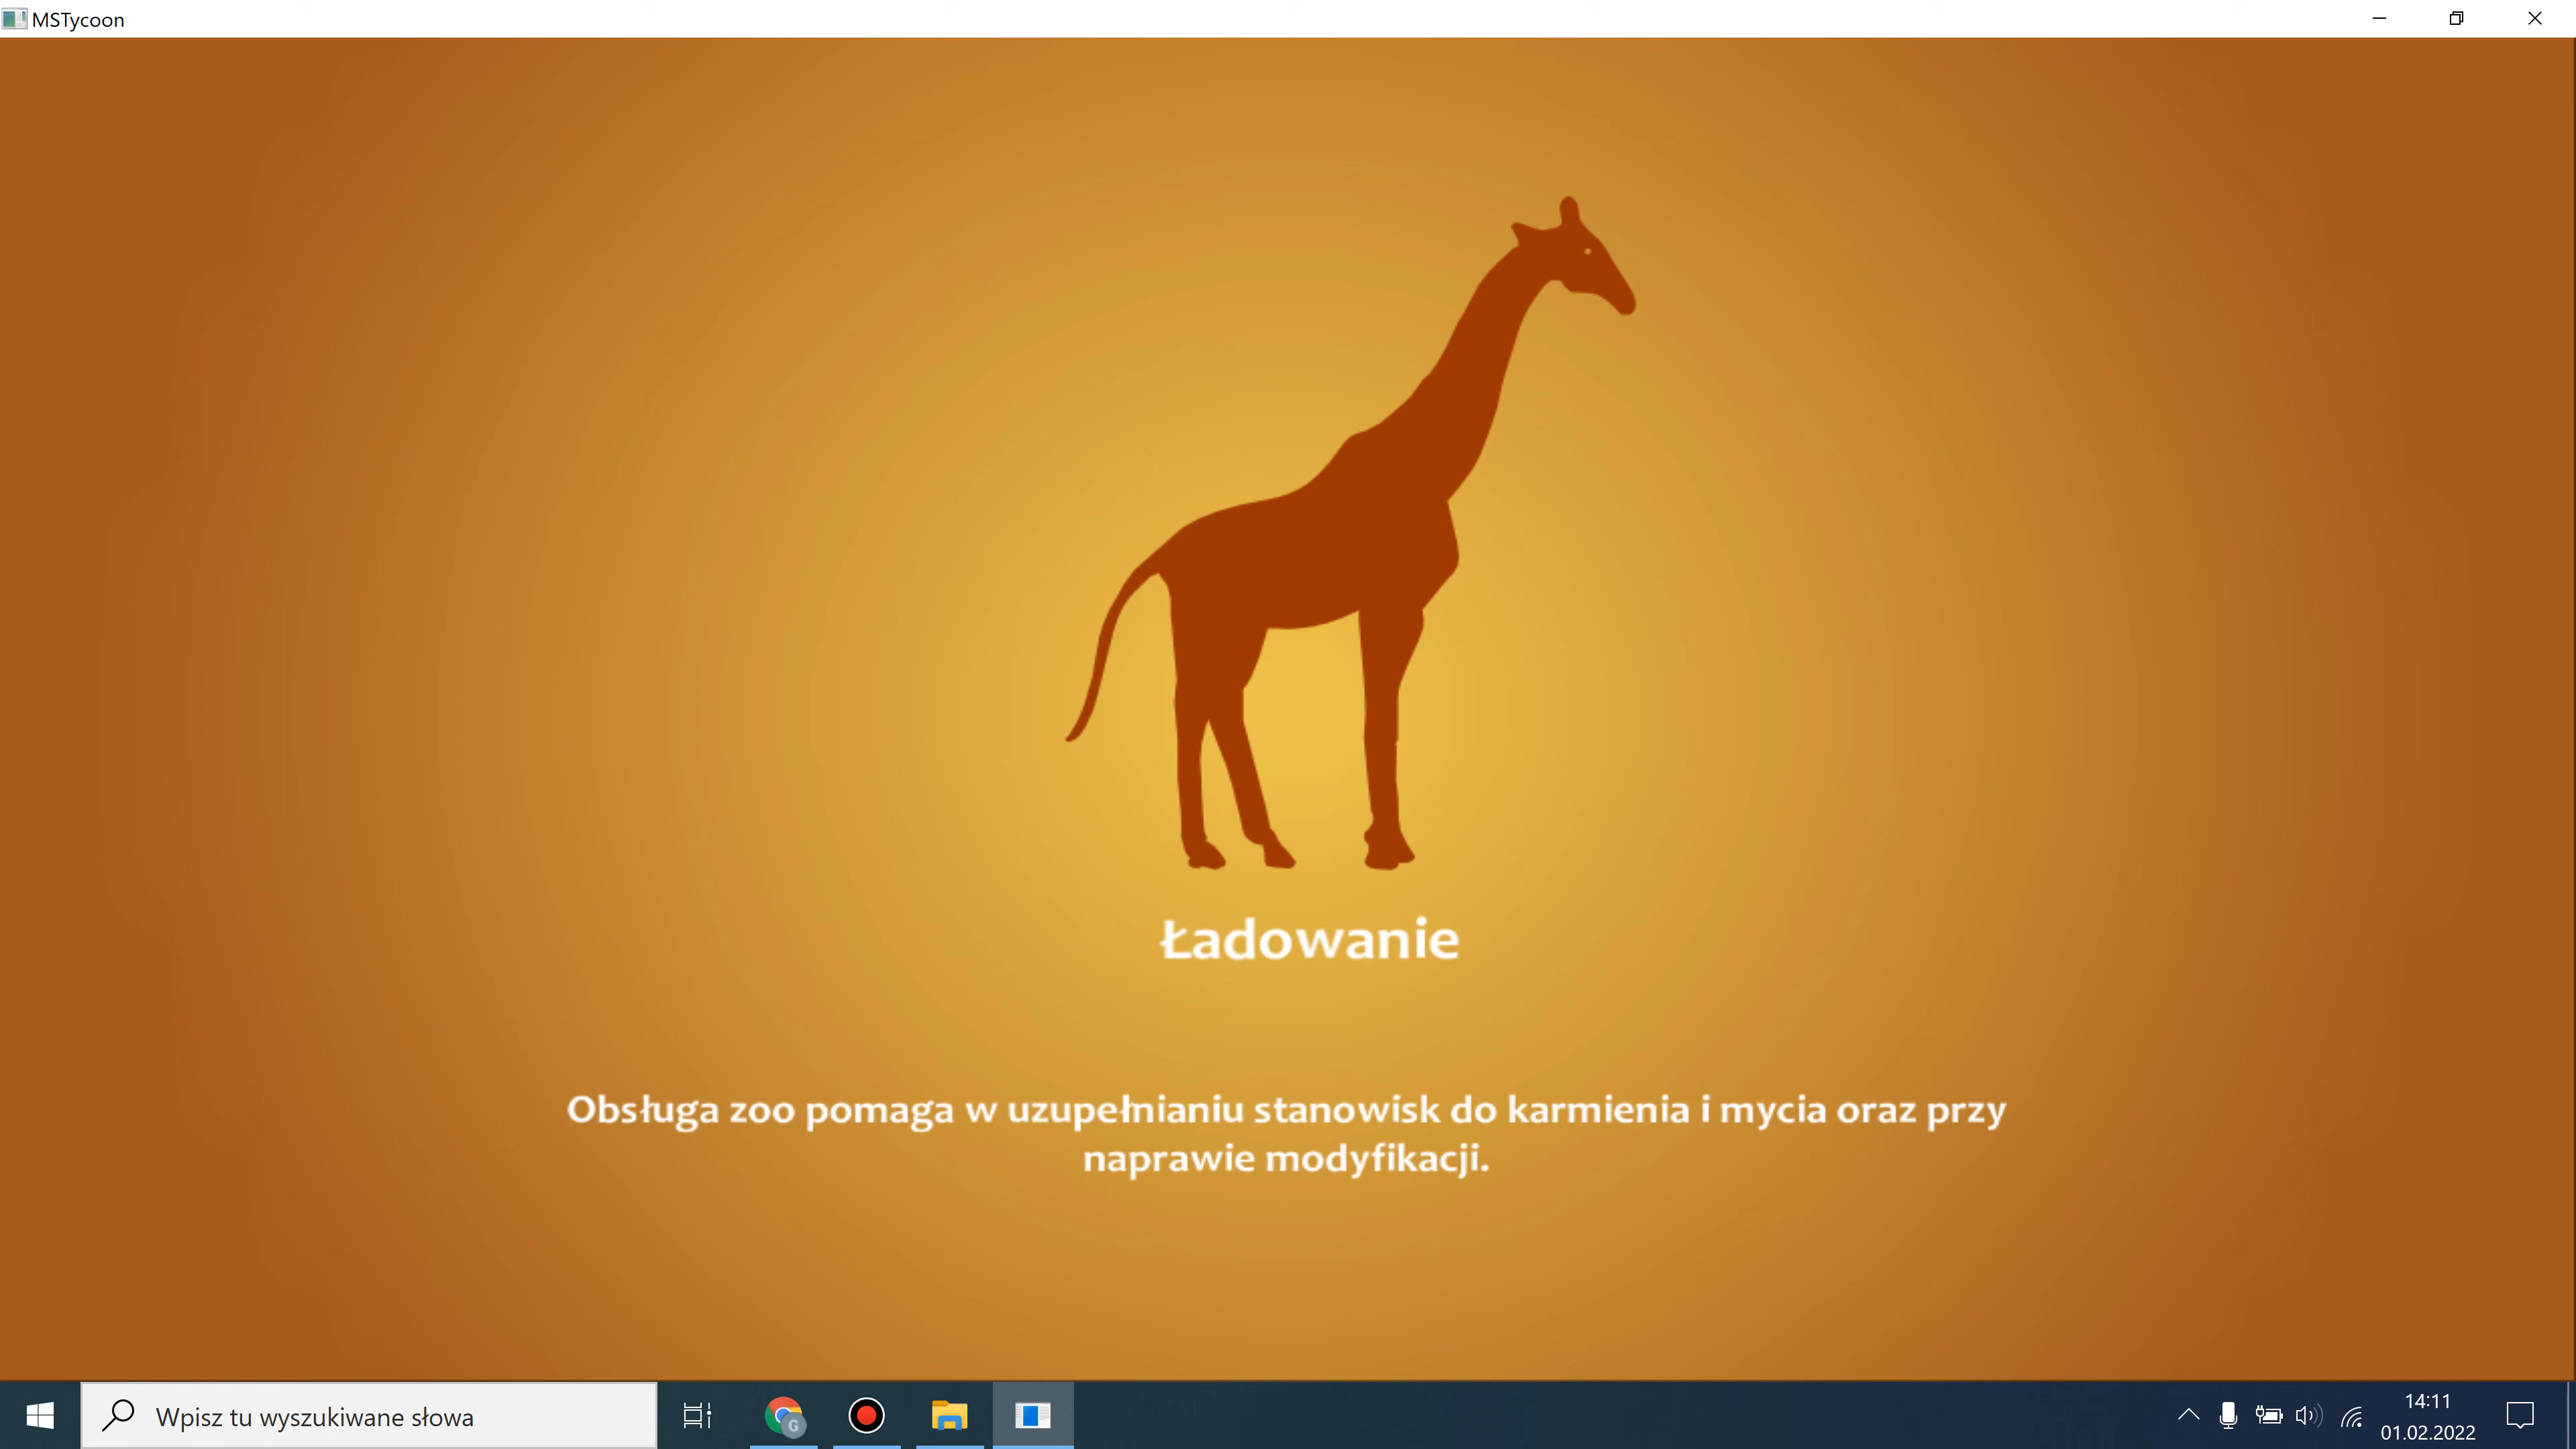 MSTycoon
Ładowanie
Obsługa zoo pomaga w uzupełnianiu stanowisk do karmienia i mycia oraz przy
naprawie modyfikacji.
Wpisz tu wyszukiwane słowa
G
14:11
01.02.2022